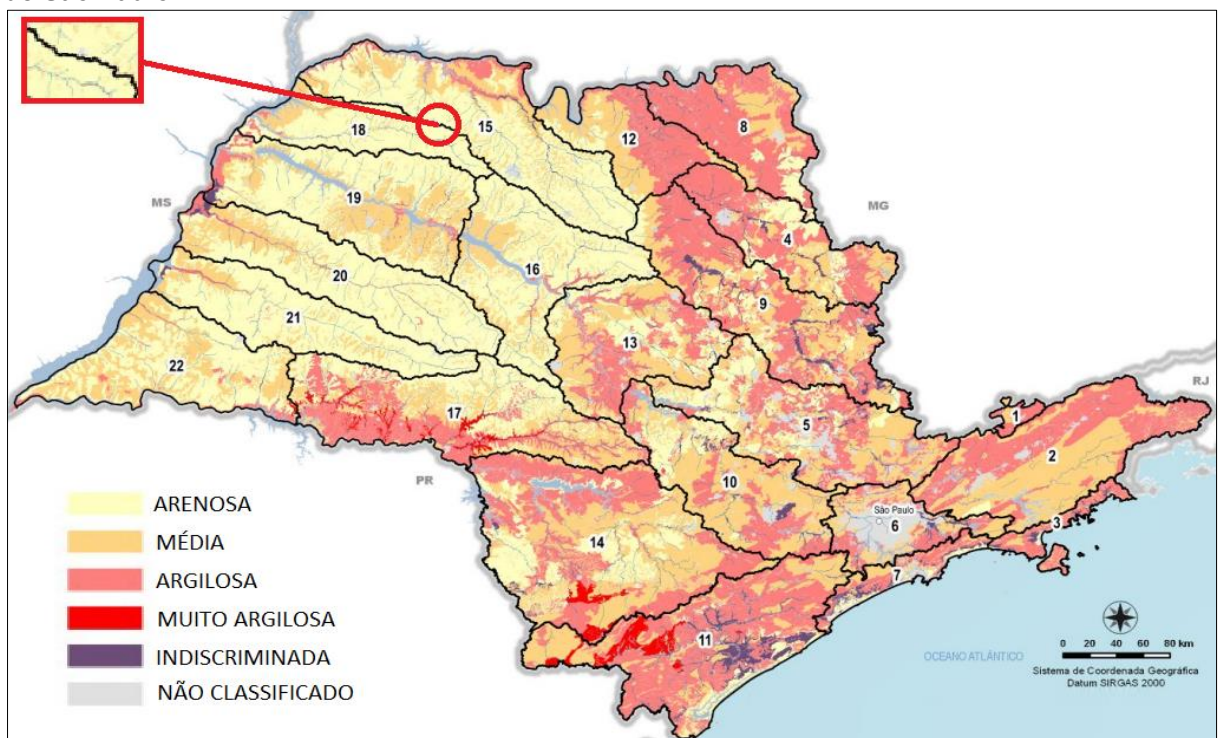 15
18
12
8
MS
19
MG
4
16
20
9
21
13
22
17
RJ
1
5
2
PR
10
São Paulo
6
3
14
7
11
ARENOSA
MÉDIA
ARGILOSA
MUITO ARGILOSA
INDISCRIMINADA
NÃO CLASSIFICADO
OCEANO ATLÂNTICO
0 20 40 60 80 km
Sistema de Coordenada Geográfica
Datum SIRGAS 2000